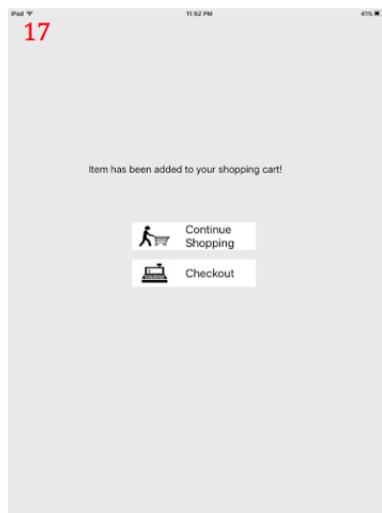 iPad 11:52 PM 41%
17
Item has been added to your shopping cart!
Continue
Shopping
Checkout